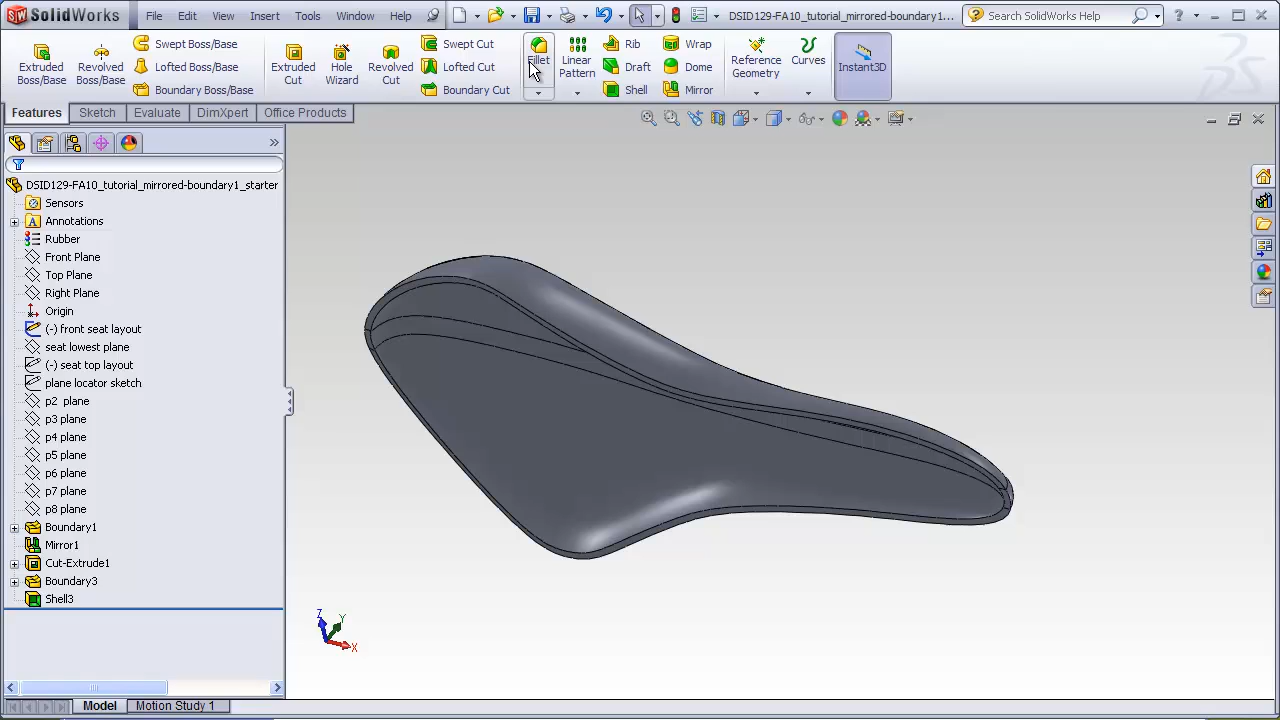 SolidWorks File Edit View Insert Tools Window Help DSID129-FA10_tutorial_mirrored-boundary1... Search SolidWorks Help
Extruded Boss/Base
Revolved Boss/Base
Swept Boss/Base
Lofted Boss/Base
Boundary Boss/Base
Extruded Cut
Hole Wizard
Revolved Cut
Swept Cut
Lofted Cut
Boundary Cut
Fillet
Linear Pattern
Rib
Draft
Shell
Wrap
Dome
Mirror
Reference Geometry
Curves
Instant3D
Features Sketch Evaluate DimXpert Office Products
DSID129-FA10_tutorial_mirrored-boundary1_starter
Sensors
Annotations
Rubber
Front Plane
Top Plane
Right Plane
Origin
(-) front seat layout
seat lowest plane
(-) seat top layout
plane locator sketch
p2 plane
p3 plane
p4 plane
p5 plane
p6 plane
p7 plane
p8 plane
Boundary1
Mirror1
Cut-Extrude1
Boundary3
Shell3
Z
Y
X
Model Motion Study 1